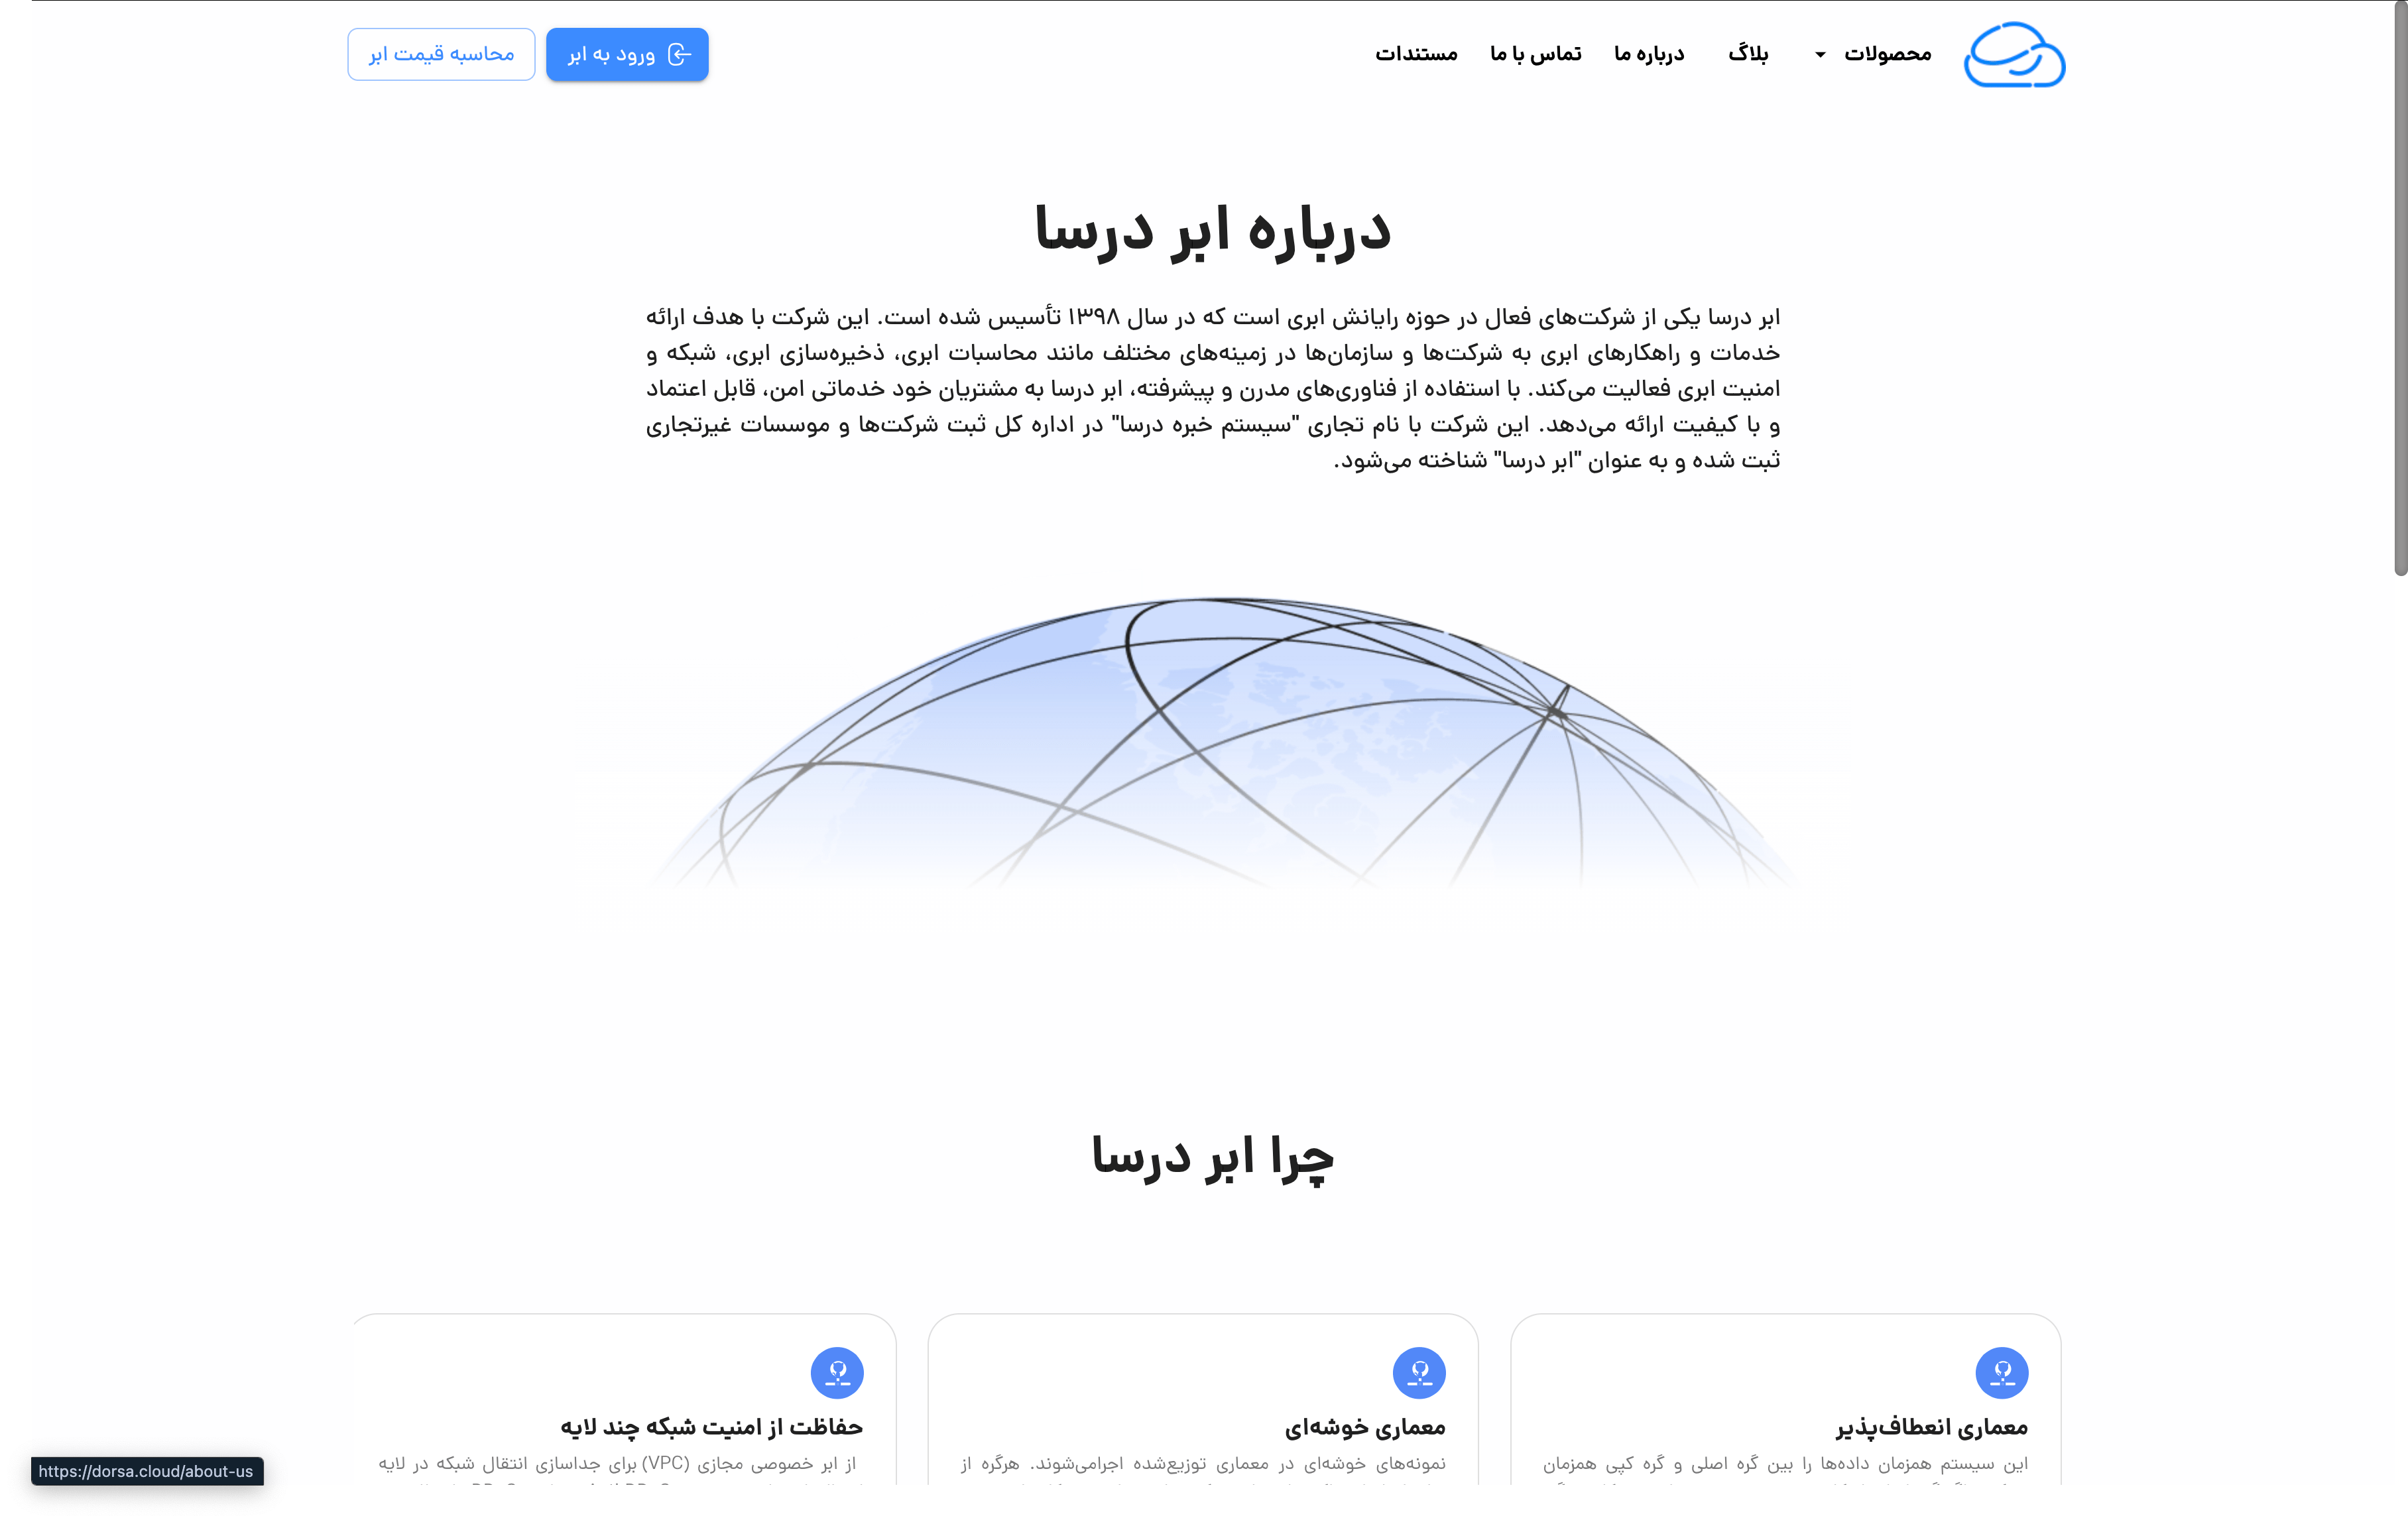 محصولات
بلاگ
درباره ما
تماس با ما
مستندات
ورود به ابر
محاسبه قیمت ابر
درباره ابر درسا
ابر درسا یکی از شرکت‌های فعال در حوزه رایانش ابری است که در سال ۱۳۹۸ تأسیس شده است. این شرکت با هدف ارائه
خدمات و راهکارهای ابری به شرکت‌ها و سازمان‌ها در زمینه‌های مختلف مانند محاسبات ابری، ذخیره‌سازی ابری، شبکه و
امنیت ابری فعالیت می‌کند. با استفاده از فناوری‌های مدرن و پیشرفته، ابر درسا به مشتریان خود خدماتی امن، قابل اعتماد
و با کیفیت ارائه می‌دهد. این شرکت با نام تجاری "سیستم خبره درسا" در اداره کل ثبت شرکت‌ها و موسسات غیرتجاری
ثبت شده و به عنوان "ابر درسا" شناخته می‌شود.
چرا ابر درسا
معماری انعطاف‌پذیر
این سیستم همزمان داده‌ها را بین گره اصلی و گره کپی همزمان
معماری خوشه‌ای
نمونه‌های خوشه‌ای در معماری توزیع‌شده اجرامی‌شوند. هرگره از
حفاظت از امنیت شبکه چند لایه
از ابر خصوصی مجازی (VPC) برای جداسازی انتقال شبکه در لایه
https://dorsa.cloud/about-us